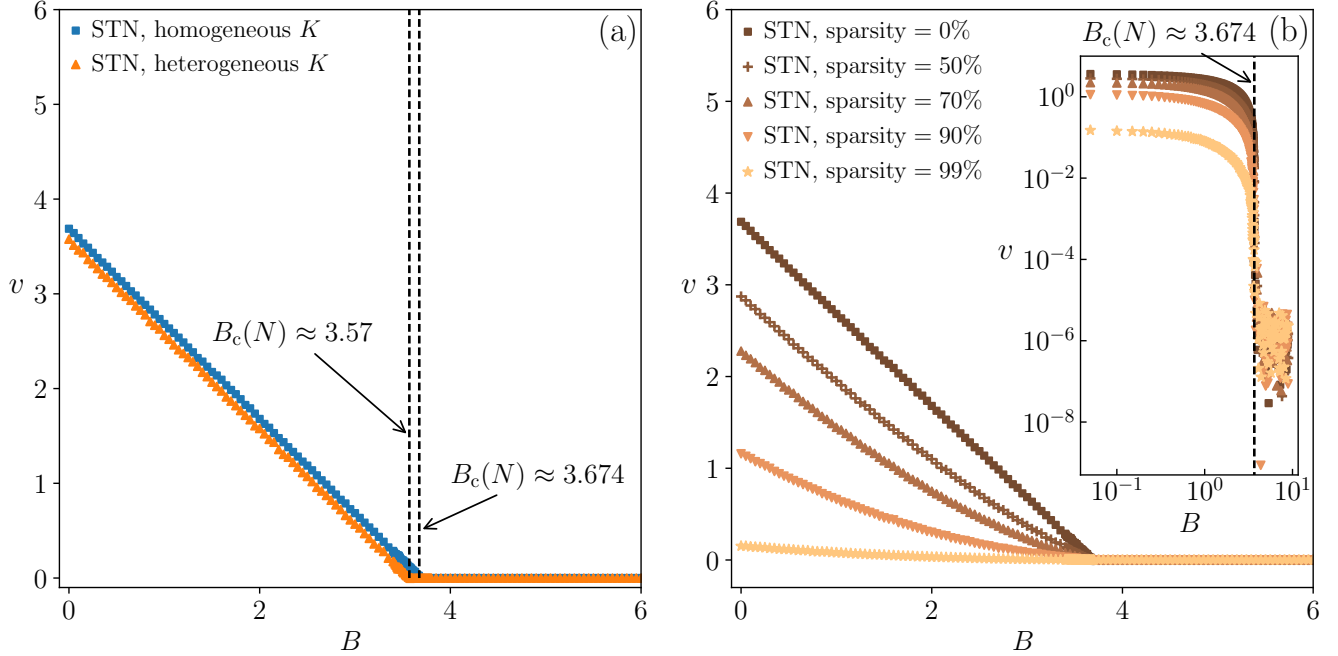 6
5
4
3
2
1
0
v
0
2
4
6
B
STN, homogeneous K
STN, heterogeneous K
(a)
B_c(N) ≈ 3.57
B_c(N) ≈ 3.674
6
5
4
3
2
1
0
v
0
2
4
6
B
STN, sparsity = 0%
STN, sparsity = 50%
STN, sparsity = 70%
STN, sparsity = 90%
STN, sparsity = 99%
B_c(N) ≈ 3.674
(b)
10^0
10^−2
10^−4
10^−6
10^−8
v
10^−1
10^0
10^1
B